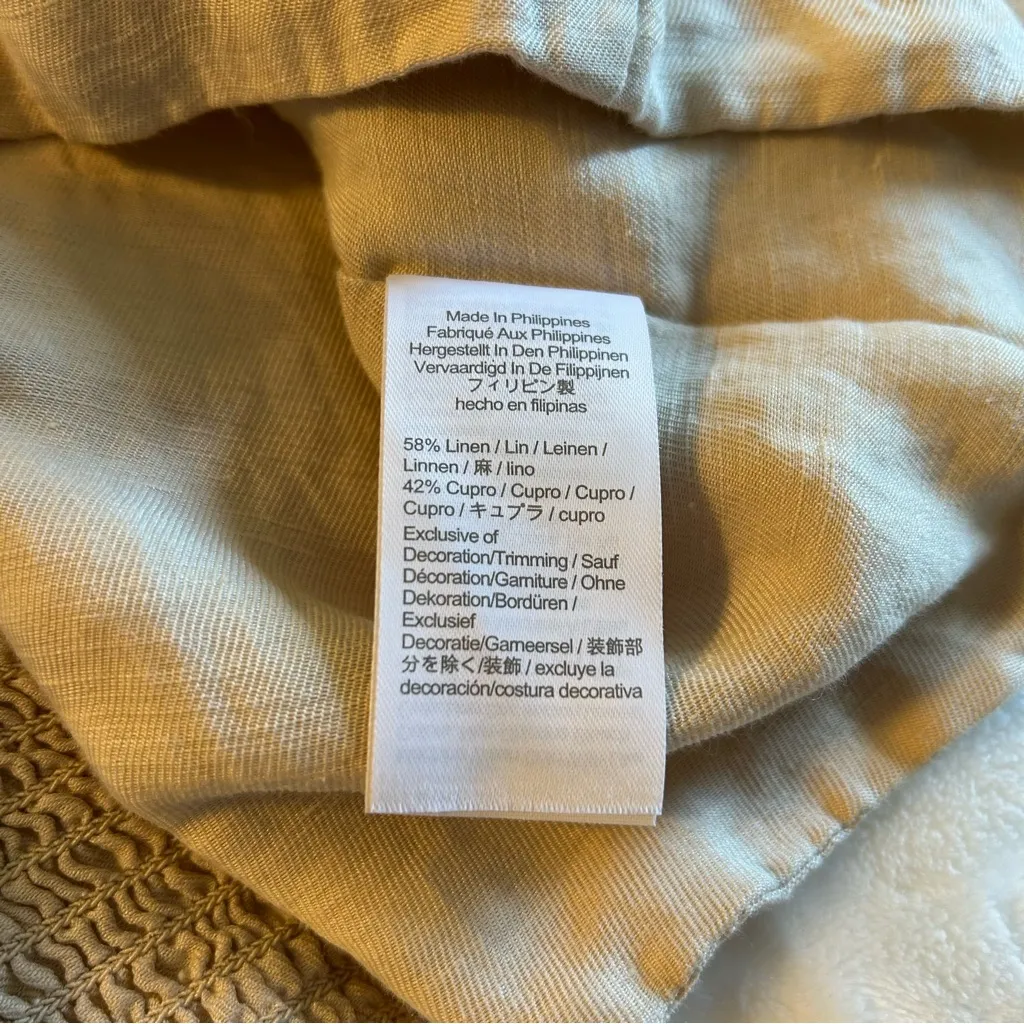 Made In Philippines
Fabriqué Aux Philippines
Hergestellt In Den Philippinen
Vervaardigd In De Filippijnen
フィリピン製
hecho en filipinas
58% Linen / Lin / Leinen /
Linnen / 麻 / lino
42% Cupro / Cupro / Cupro /
Cupro / キュプラ / cupro
Exclusive of
Decoration/Trimming / Sauf
Décoration/Garniture / Ohne
Dekoration/Bordüren /
Exclusief
Decoratie/Garneersel / 装飾部
分を除く/装飾 / excluye la
decoración/costura decorativa